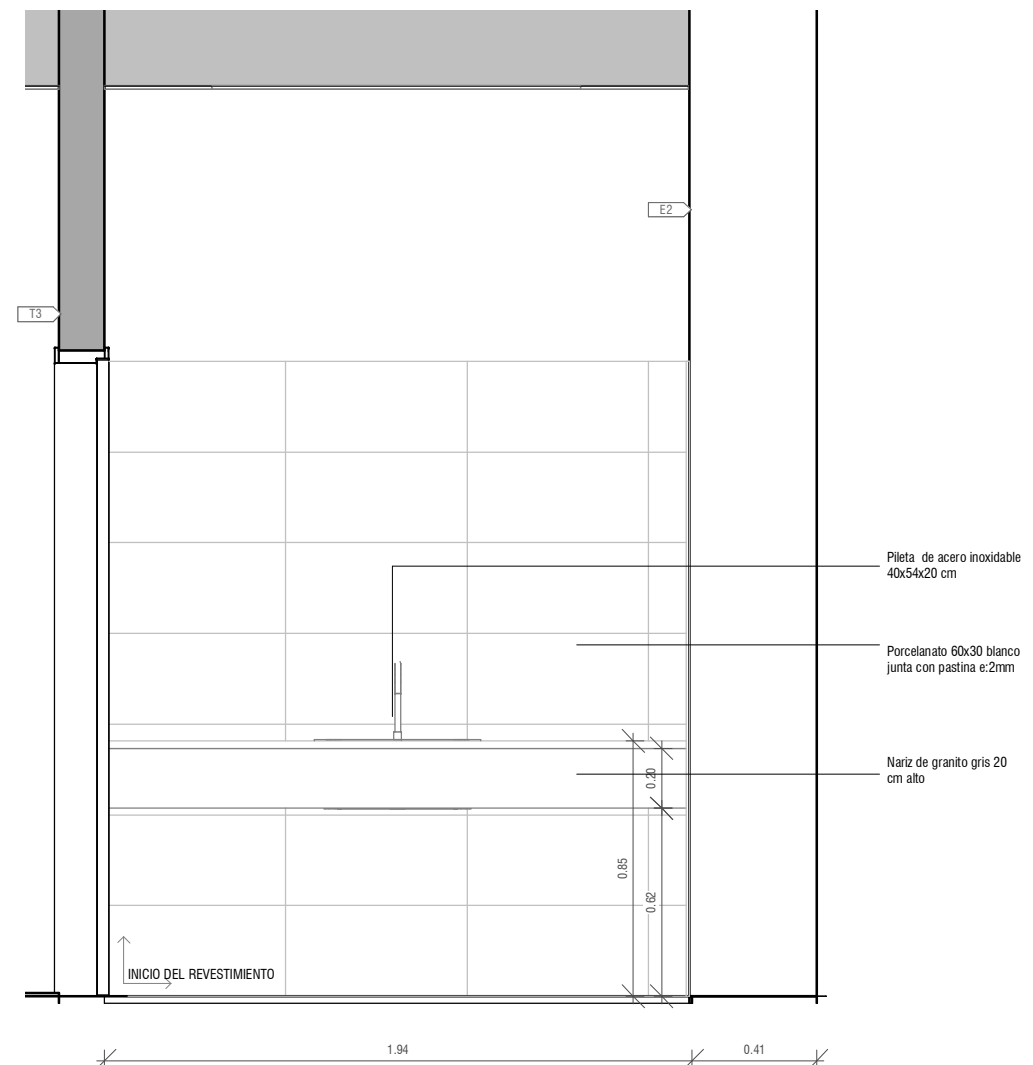 E2
T3
Pileta de acero inoxidable
40x54x20 cm
Porcelanato 60x30 blanco
junta con pastina e:2mm
Nariz de granito gris 20
cm alto
0.20
0.85
0.62
INICIO DEL REVESTIMIENTO
1.94
0.41